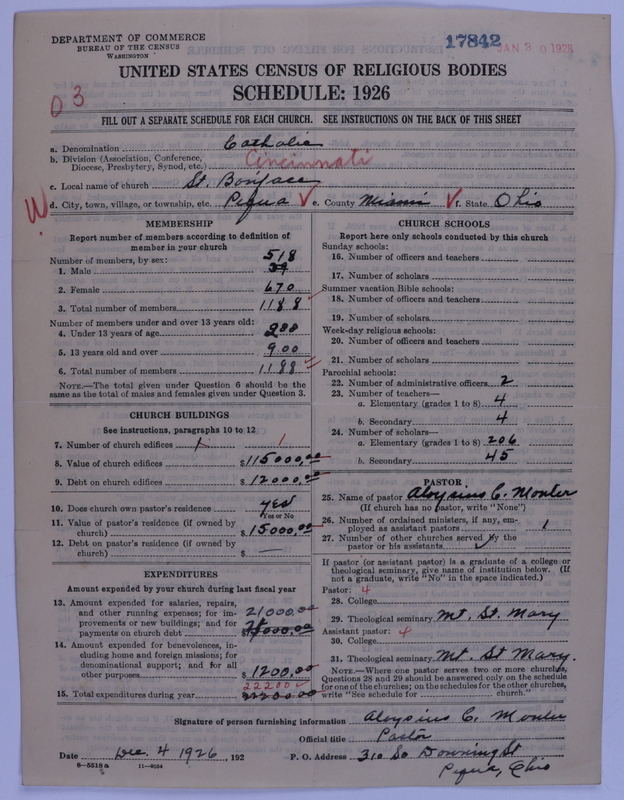 DEPARTMENT OF COMMERCE
BUREAU OF THE CENSUS
WASHINGTON
17842
JAN 3 0 1928
UNITED STATES CENSUS OF RELIGIOUS BODIES
SCHEDULE: 1926
03
FILL OUT A SEPARATE SCHEDULE FOR EACH CHURCH. SEE INSTRUCTIONS ON THE BACK OF THIS SHEET
a. Denomination Catholic
b. Division (Association, Conference, Diocese, Presbytery, Synod, etc.) Cincinnati
c. Local name of church St. Boniface
W d. City, town, village, or township, etc. Piqua e. County Miami f. State Ohio
MEMBERSHIP
Report number of members according to definition of
member in your church
Number of members, by sex:
1. Male 518
2. Female 670
3. Total number of members 1188
Number of members under and over 13 years old:
4. Under 13 years of age 288
5. 13 years old and over 900
6. Total number of members 1188
NOTE.—The total given under Question 6 should be the
same as the total of males and females given under Question 3.
CHURCH BUILDINGS
See instructions, paragraphs 10 to 12
7. Number of church edifices 1 1
8. Value of church edifices $115000,00
9. Debt on church edifices $12000,00
10. Does church own pastor's residence yes
Yes or No
11. Value of pastor's residence (if owned by
church) $15000,00
12. Debt on pastor's residence (if owned by
church) $ —
EXPENDITURES
Amount expended by your church during last fiscal year
13. Amount expended for salaries, repairs,
and other running expenses; for im-
provements or new buildings; and for
payments on church debt 21000,00
14. Amount expended for benevolences, in-
cluding home and foreign missions; for
denominational support; and for all
other purposes $1200,00
22200
15. Total expenditures during year 22200,00
CHURCH SCHOOLS
Report here only schools conducted by this church
Sunday schools:
16. Number of officers and teachers
17. Number of scholars
Summer vacation Bible schools:
18. Number of officers and teachers
19. Number of scholars
Week-day religious schools:
20. Number of officers and teachers
21. Number of scholars
Parochial schools:
22. Number of administrative officers 2
23. Number of teachers—
a. Elementary (grades 1 to 8) 4
b. Secondary 4
24. Number of scholars—
a. Elementary (grades 1 to 8) 206
b. Secondary 45
PASTOR
25. Name of pastor Aloysius C. Monter
(If church has no pastor, write "None")
26. Number of ordained ministers, if any, em-
ployed as assistant pastors 1
27. Number of other churches served by the
pastor or his assistants
If pastor (or assistant pastor) is a graduate of a college or
theological seminary, give name of institution below. (If
not a graduate, write "No" in the space indicated.)
Pastor: 4
28. College
29. Theological seminary Mt. St. Mary
Assistant pastor: 4
30. College
31. Theological seminary Mt. St Mary.
NOTE.—Where one pastor serves two or more churches,
Questions 28 and 29 should be answered only on the schedule
for one of the churches; on the schedules for the other churches,
write "See schedule for church."
Signature of person furnishing information Aloysius C. Monter
Official title Pastor
Date Dec. 4 1926, 192 P. O. Address 310 So Downing St
Piqua, Ohio
8—5518a 11—9054